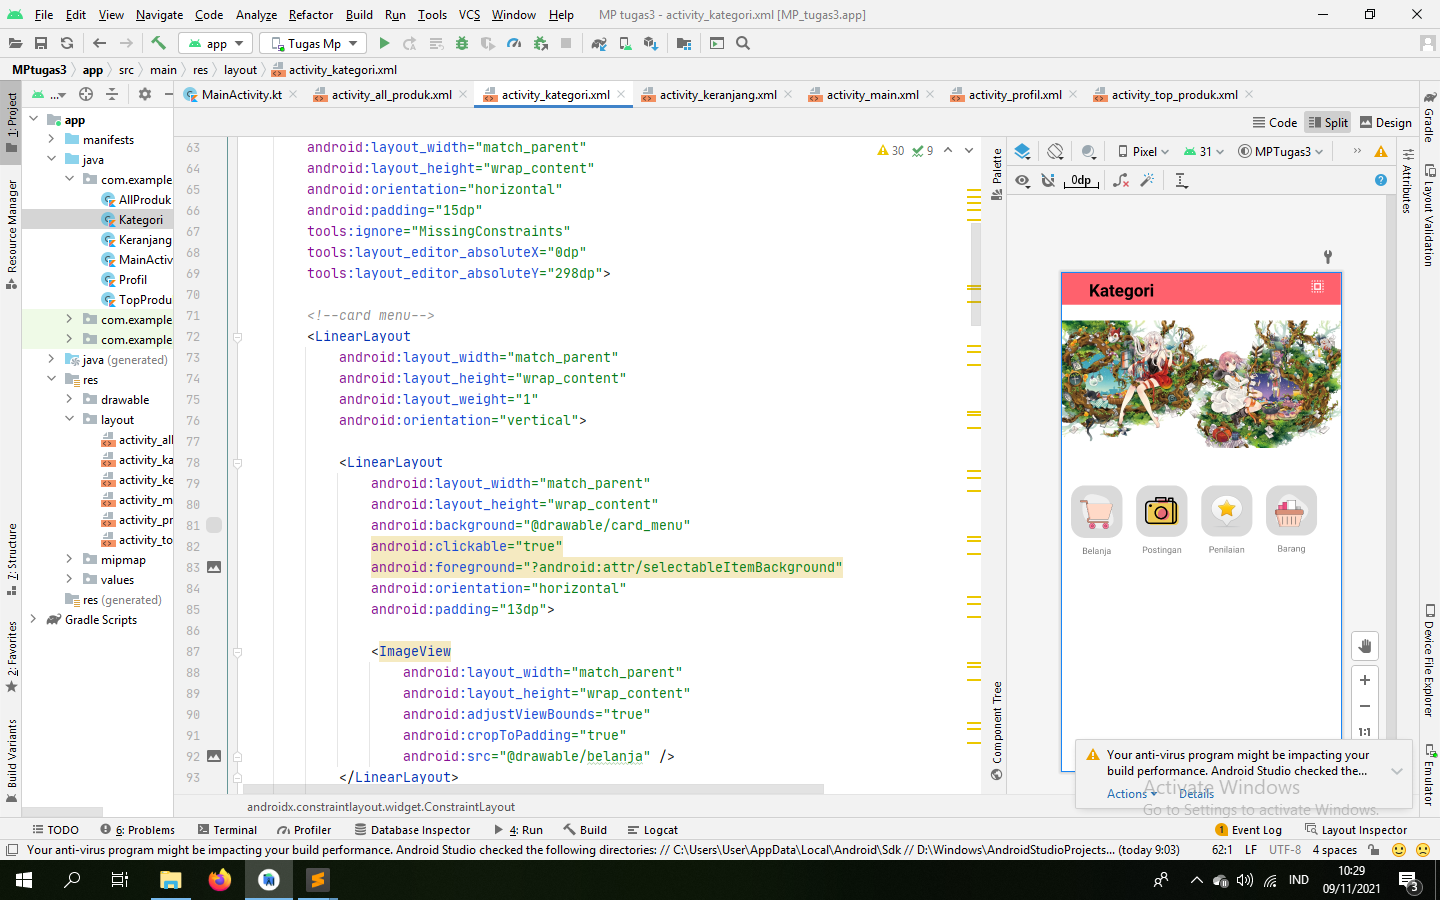 File Edit View Navigate Code Analyze Refactor Build Run Tools VCS Window Help MP tugas3 - activity_kategori.xml [MP_tugas3.app]
app Tugas Mp
MPtugas3 app src main res layout activity_kategori.xml
1: Project
Resource Manager
7: Structure
2: Favorites
Build Variants
...
app
manifests
java
com.example
AllProduk
Kategori
Keranjang
MainActiv
Profil
TopProdu
com.example
com.example
java (generated)
res
drawable
layout
activity_all
activity_ka
activity_ke
activity_m
activity_pr
activity_to
mipmap
values
res (generated)
Gradle Scripts
MainActivity.kt activity_all_produk.xml activity_kategori.xml activity_keranjang.xml activity_main.xml activity_profil.xml activity_top_produk.xml
Code Split Design
30 9
63 android:layout_width="match_parent"
64 android:layout_height="wrap_content"
65 android:orientation="horizontal"
66 android:padding="15dp"
67 tools:ignore="MissingConstraints"
68 tools:layout_editor_absoluteX="0dp"
69 tools:layout_editor_absoluteY="298dp">
70
71 <!--card menu-->
72 <LinearLayout
73 android:layout_width="match_parent"
74 android:layout_height="wrap_content"
75 android:layout_weight="1"
76 android:orientation="vertical">
77
78 <LinearLayout
79 android:layout_width="match_parent"
80 android:layout_height="wrap_content"
81 android:background="@drawable/card_menu"
82 android:clickable="true"
83 android:foreground="?android:attr/selectableItemBackground"
84 android:orientation="horizontal"
85 android:padding="13dp">
86
87 <ImageView
88 android:layout_width="match_parent"
89 android:layout_height="wrap_content"
90 android:adjustViewBounds="true"
91 android:cropToPadding="true"
92 android:src="@drawable/belanja" />
93 </LinearLayout>
androidx.constraintlayout.widget.ConstraintLayout
Palette
Component Tree
Pixel 31 MPTugas3
0dp
Kategori
Belanja Postingan Penilaian Barang
1:1
Attributes
Gradle
Layout Validation
Device File Explorer
Emulator
Your anti-virus program might be impacting your
build performance. Android Studio checked the...
Actions Details
Activate Windows
Go to Settings to activate Windows.
TODO 6: Problems Terminal Profiler Database Inspector 4: Run Build Logcat 1 Event Log Layout Inspector
Your anti-virus program might be impacting your build performance. Android Studio checked the following directories: // C:\Users\User\AppData\Local\Android\Sdk // D:\Windows\AndroidStudioProjects... (today 9:03) 62:1 LF UTF-8 4 spaces
IND
10:29
09/11/2021
3